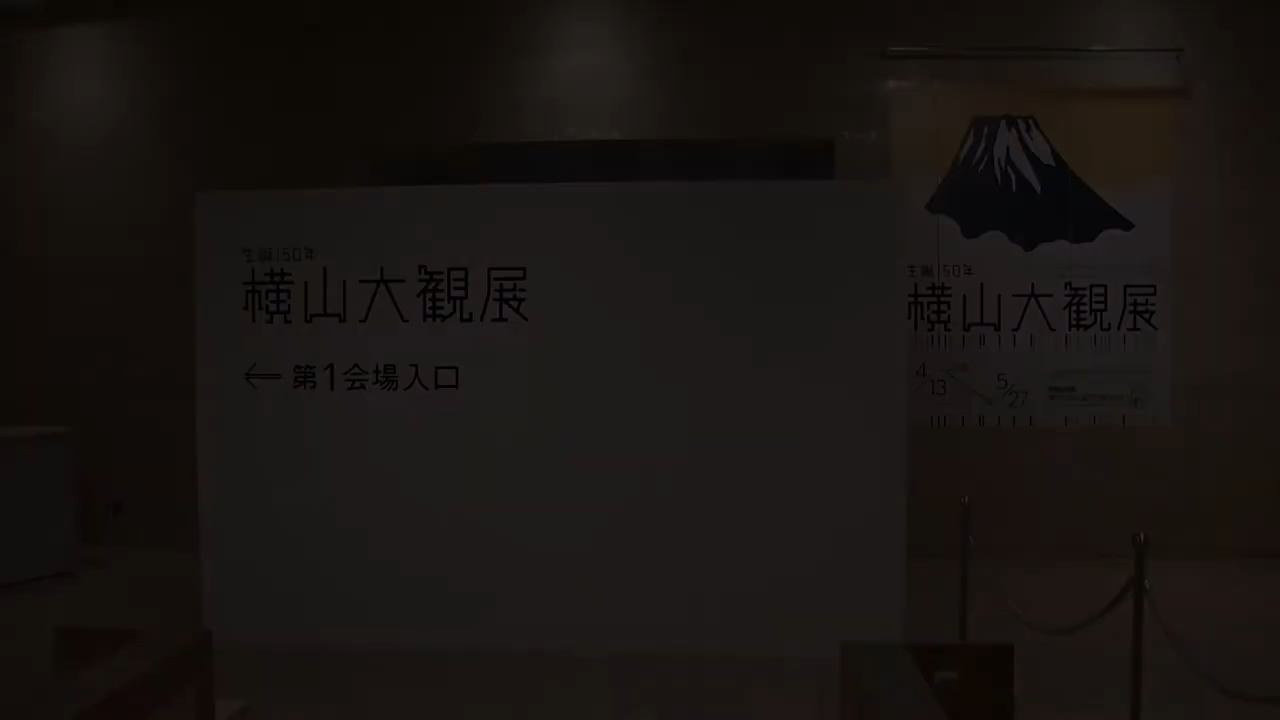 生誕150年
横山大観展
← 第1会場入口
生誕150年
横山大観展
4/13
5/27